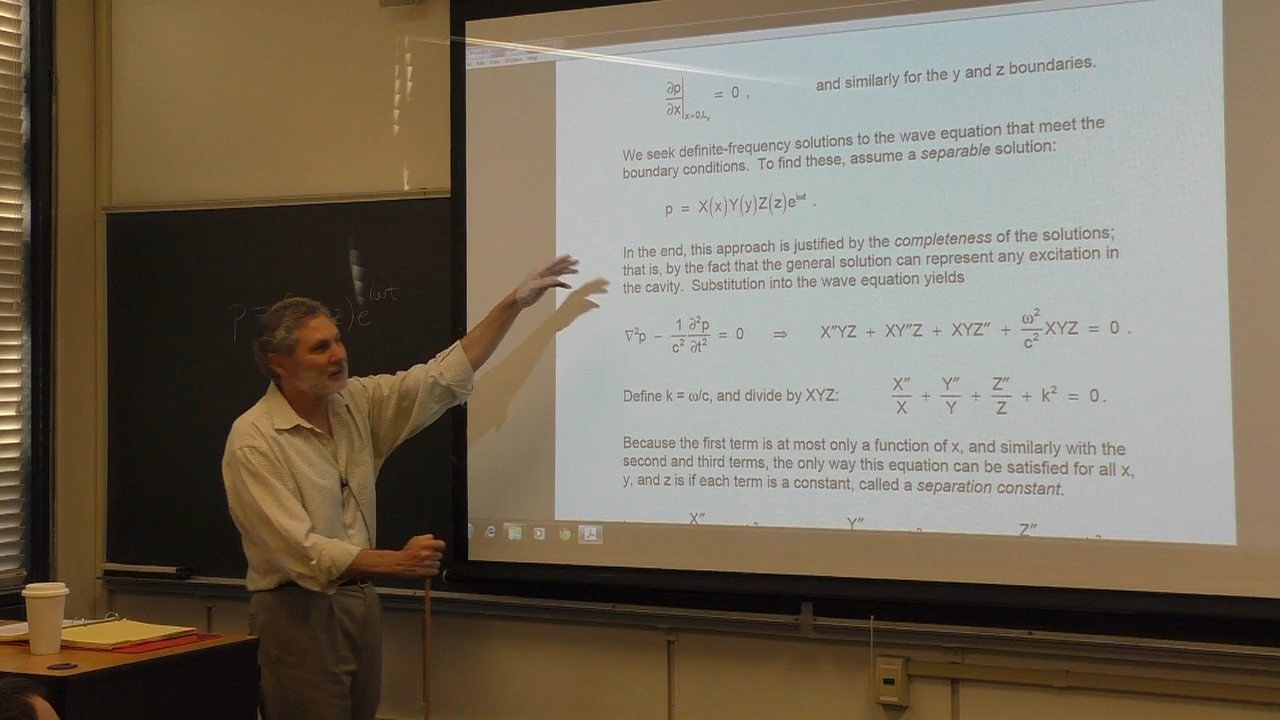 Edit View Window Help
∂p/∂x|x=0,Lx = 0 , and similarly for the y and z boundaries.
We seek definite-frequency solutions to the wave equation that meet the
boundary conditions. To find these, assume a separable solution:
p = X(x)Y(y)Z(z)e^iωt .
In the end, this approach is justified by the completeness of the solutions;
that is, by the fact that the general solution can represent any excitation in
the cavity. Substitution into the wave equation yields
∇²p − 1/c² ∂²p/∂t² = 0 ⇒ X″YZ + XY″Z + XYZ″ + ω²/c² XYZ = 0 .
Define k = ω/c, and divide by XYZ: X″/X + Y″/Y + Z″/Z + k² = 0.
Because the first term is at most only a function of x, and similarly with the
second and third terms, the only way this equation can be satisfied for all x,
y, and z is if each term is a constant, called a separation constant.
X″ Y″ Z″
p = z) e^iωt